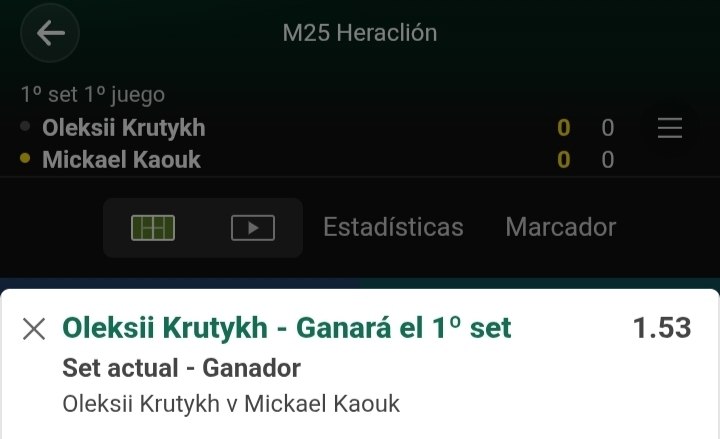 M25 Heraclión
1º set 1º juego
Oleksii Krutykh 0 0
Mickael Kaouk 0 0
Estadísticas Marcador
Oleksii Krutykh - Ganará el 1º set 1.53
Set actual - Ganador
Oleksii Krutykh v Mickael Kaouk